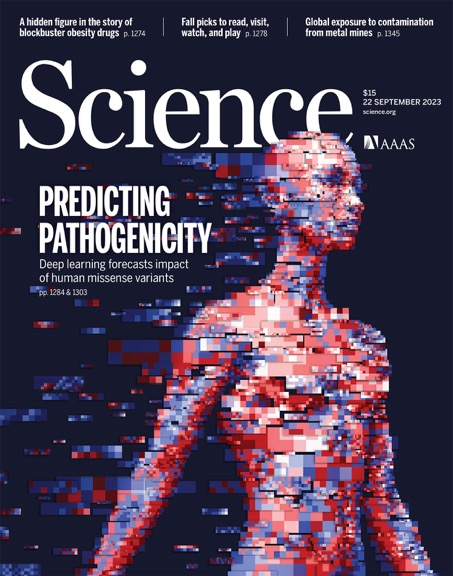 A hidden figure in the story of
blockbuster obesity drugs p. 1274
Fall picks to read, visit,
watch, and play p. 1278
Global exposure to contamination
from metal mines p. 1345
Science
$15
22 SEPTEMBER 2023
science.org
AAAS
PREDICTING
PATHOGENICITY
Deep learning forecasts impact
of human missense variants
pp. 1284 & 1303